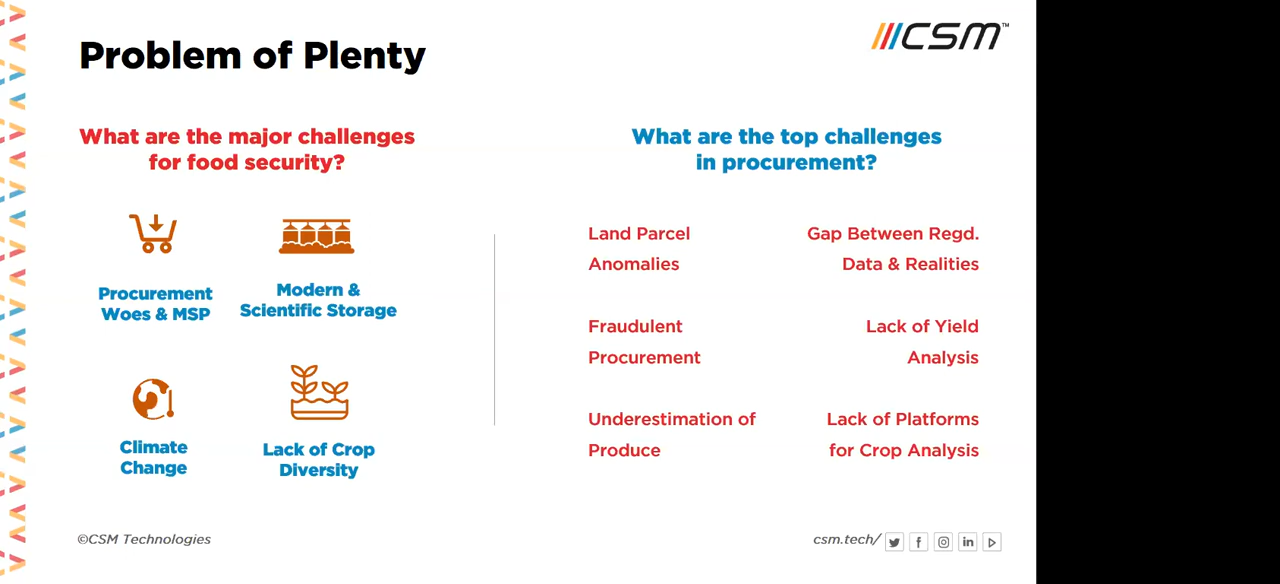 Problem of Plenty
CSM™
What are the major challenges
for food security?
Procurement
Woes & MSP
Modern &
Scientific Storage
Climate
Change
Lack of Crop
Diversity
What are the top challenges
in procurement?
Land Parcel
Anomalies
Gap Between Regd.
Data & Realities
Fraudulent
Procurement
Lack of Yield
Analysis
Underestimation of
Produce
Lack of Platforms
for Crop Analysis
©CSM Technologies
csm.tech/